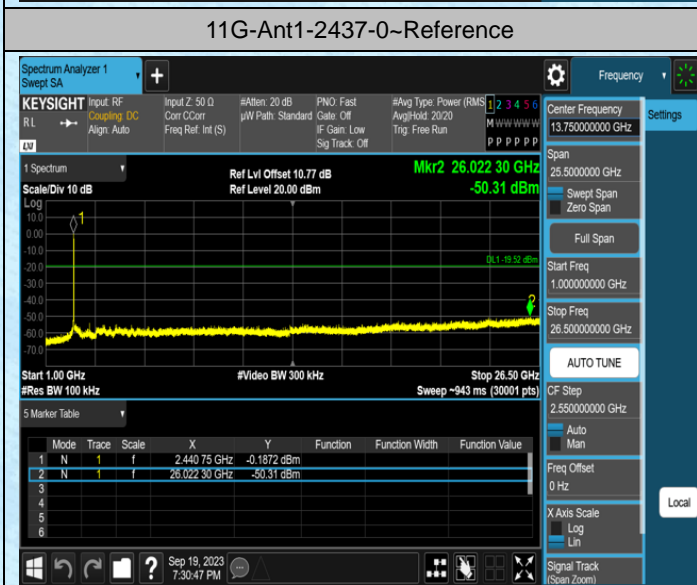 11G-Ant1-2437-0~Reference
Spectrum Analyzer 1
Swept SA
Frequency
KEYSIGHT
RL
Input: RF
Coupling: DC
Align: Auto
Input Z: 50 Ω
Corr CCorr
Freq Ref: Int (S)
#Atten: 20 dB
µW Path: Standard
PNO: Fast
Gate: Off
IF Gain: Low
Sig Track: Off
#Avg Type: Power (RMS
Avg|Hold: 20/20
Trig: Free Run
1 2 3 4 5 6
M W W W W W
P P P P P P
LXI
1 Spectrum
Scale/Div 10 dB
Ref Lvl Offset 10.77 dB
Ref Level 20.00 dBm
Mkr2 26.022 30 GHz
-50.31 dBm
Log
10.0
0.00
-10.0
-20.0
-30.0
-40.0
-50.0
-60.0
-70.0
1
DL1 -19.52 dBm
2
Start 1.00 GHz
#Res BW 100 kHz
#Video BW 300 kHz
Stop 26.50 GHz
Sweep ~943 ms (30001 pts)
5 Marker Table
Mode Trace Scale X Y Function Function Width Function Value
1 N 1 f 2.440 75 GHz -0.1872 dBm
2 N 1 f 26.022 30 GHz -50.31 dBm
3
4
5
6
Center Frequency
13.750000000 GHz
Span
25.5000000 GHz
Swept Span
Zero Span
Full Span
Start Freq
1.000000000 GHz
Stop Freq
26.500000000 GHz
AUTO TUNE
CF Step
2.550000000 GHz
Auto
Man
Freq Offset
0 Hz
X Axis Scale
Log
Lin
Signal Track
(Span Zoom)
Settings
Local
?
Sep 19, 2023
7:30:47 PM